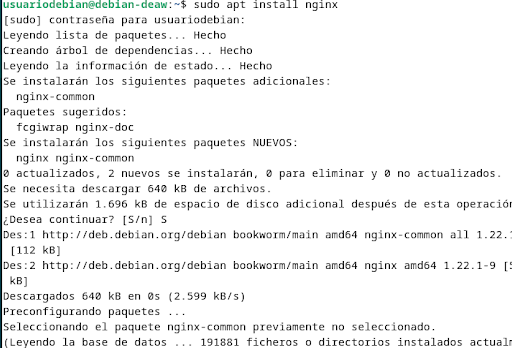 usuariodebian@debian-deaw:~$ sudo apt install nginx
[sudo] contraseña para usuariodebian:
Leyendo lista de paquetes... Hecho
Creando árbol de dependencias... Hecho
Leyendo la información de estado... Hecho
Se instalarán los siguientes paquetes adicionales:
  nginx-common
Paquetes sugeridos:
  fcgiwrap nginx-doc
Se instalarán los siguientes paquetes NUEVOS:
  nginx nginx-common
0 actualizados, 2 nuevos se instalarán, 0 para eliminar y 0 no actualizados.
Se necesita descargar 640 kB de archivos.
Se utilizarán 1.696 kB de espacio de disco adicional después de esta operación
¿Desea continuar? [S/n] S
Des:1 http://deb.debian.org/debian bookworm/main amd64 nginx-common all 1.22.1
 [112 kB]
Des:2 http://deb.debian.org/debian bookworm/main amd64 nginx amd64 1.22.1-9 [5
 kB]
Descargados 640 kB en 0s (2.599 kB/s)
Preconfigurando paquetes ...
Seleccionando el paquete nginx-common previamente no seleccionado.
(Leyendo la base de datos ... 191881 ficheros o directorios instalados